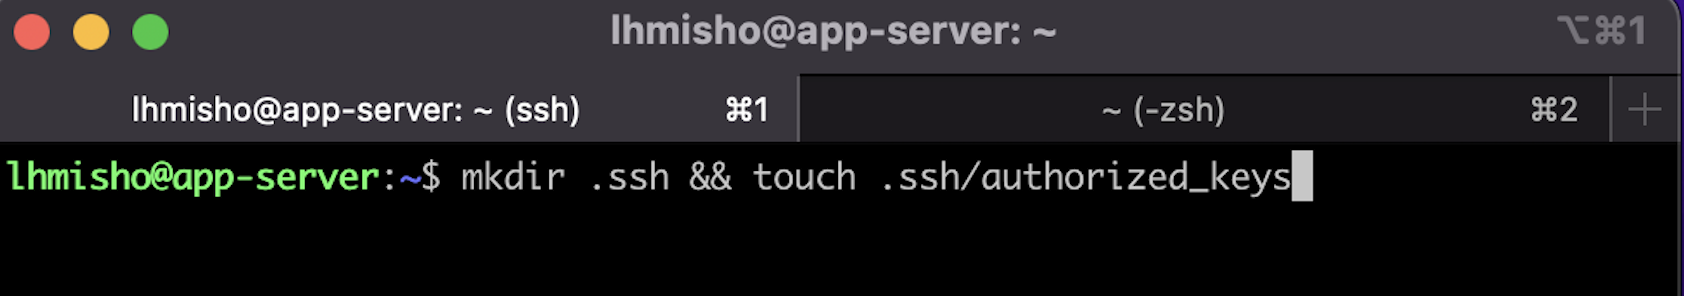 lhmisho@app-server: ~ ⌥⌘1
lhmisho@app-server: ~ (ssh) ⌘1 ~ (-zsh) ⌘2 +
lhmisho@app-server:~$ mkdir .ssh && touch .ssh/authorized_keys